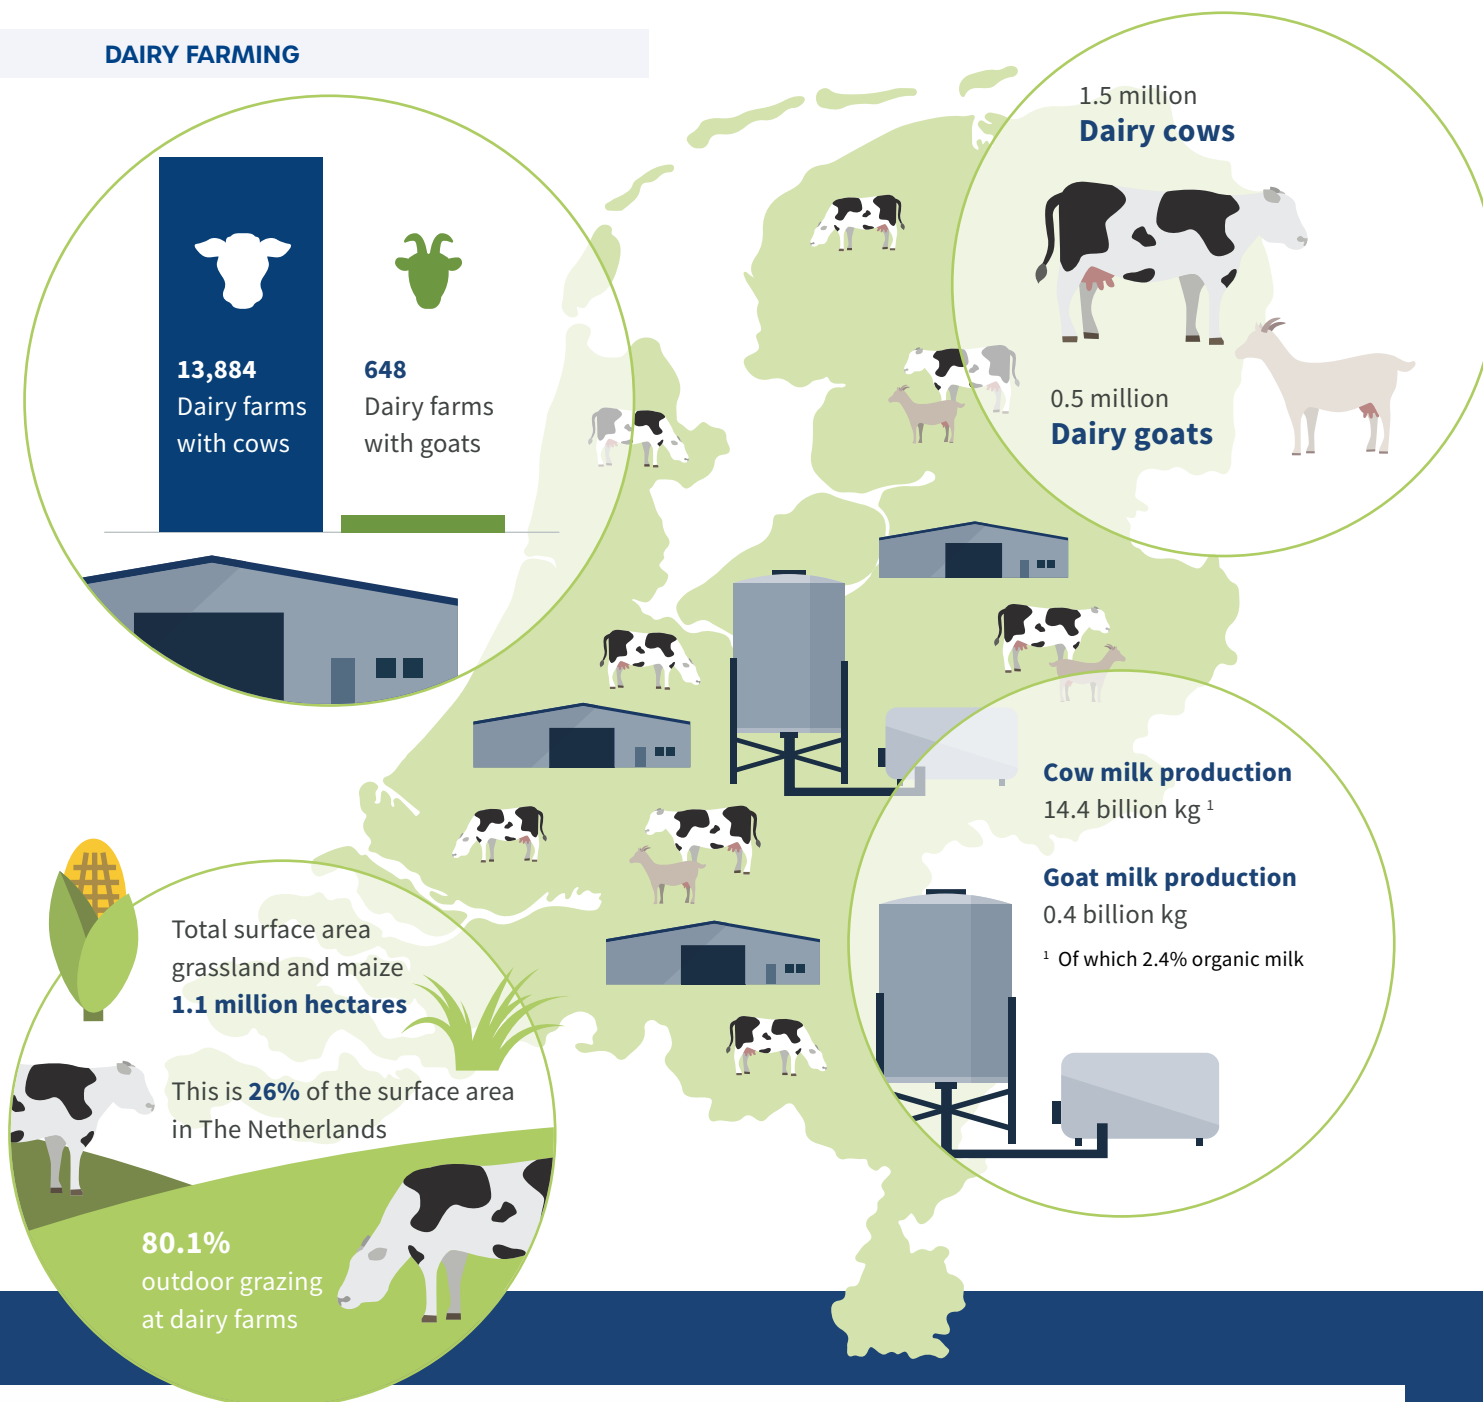 DAIRY FARMING
13,884
Dairy farms
with cows
648
Dairy farms
with goats
1.5 million
Dairy cows
0.5 million
Dairy goats
Cow milk production
14.4 billion kg ¹
Goat milk production
0.4 billion kg
¹ Of which 2.4% organic milk
Total surface area
grassland and maize
1.1 million hectares
This is 26% of the surface area
in The Netherlands
80.1%
outdoor grazing
at dairy farms